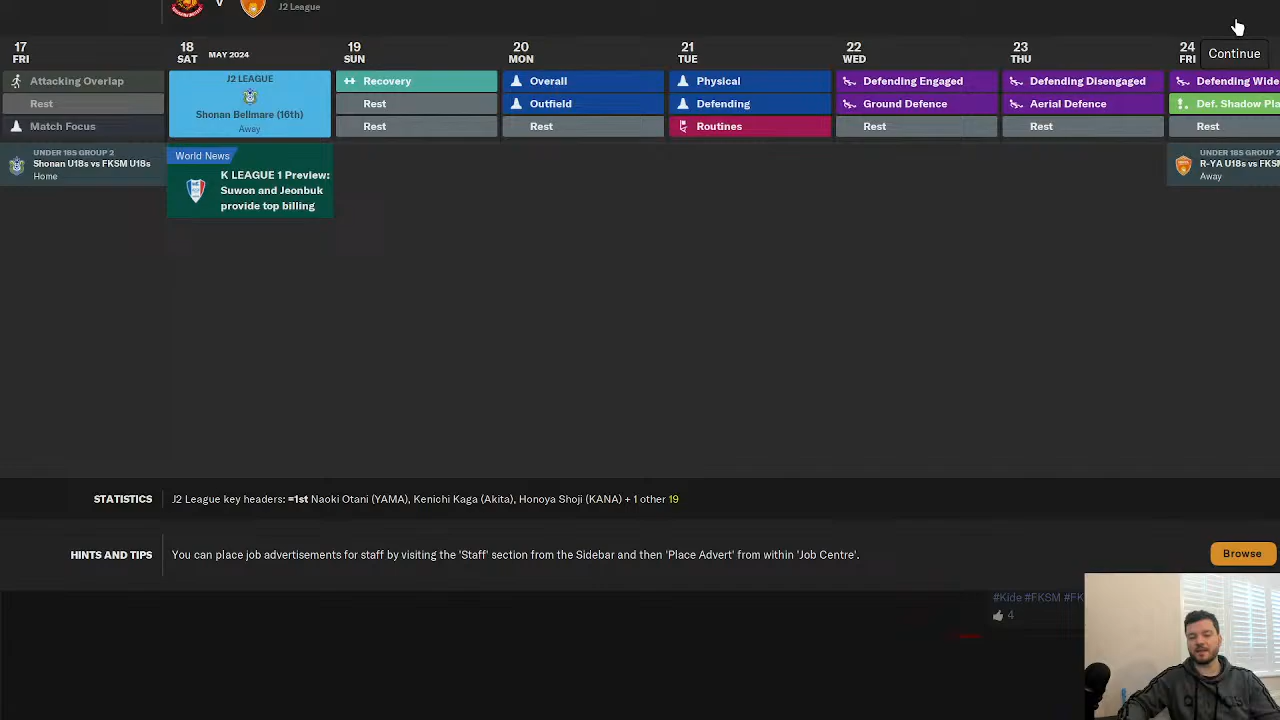 V
J2 League
17
FRI
18
SAT
MAY 2024
19
SUN
20
MON
21
TUE
22
WED
23
THU
24
FRI
Continue
Attacking Overlap
Rest
Match Focus
J2 LEAGUE
Shonan Bellmare (16th)
Away
Recovery
Rest
Rest
Overall
Outfield
Rest
Physical
Defending
Routines
Defending Engaged
Ground Defence
Rest
Defending Disengaged
Aerial Defence
Rest
Defending Wide
Def. Shadow Pla
Rest
UNDER 18S GROUP 2
Shonan U18s vs FKSM U18s
Home
World News
K LEAGUE 1 Preview:
Suwon and Jeonbuk
provide top billing
UNDER 18S GROUP 2
R-YA U18s vs FKSM
Away
STATISTICS
J2 League key headers: =1st Naoki Otani (YAMA), Kenichi Kaga (Akita), Honoya Shoji (KANA) + 1 other 19
HINTS AND TIPS
You can place job advertisements for staff by visiting the 'Staff' section from the Sidebar and then 'Place Advert' from within 'Job Centre'.
Browse
#Kide #FKSM #FK
4